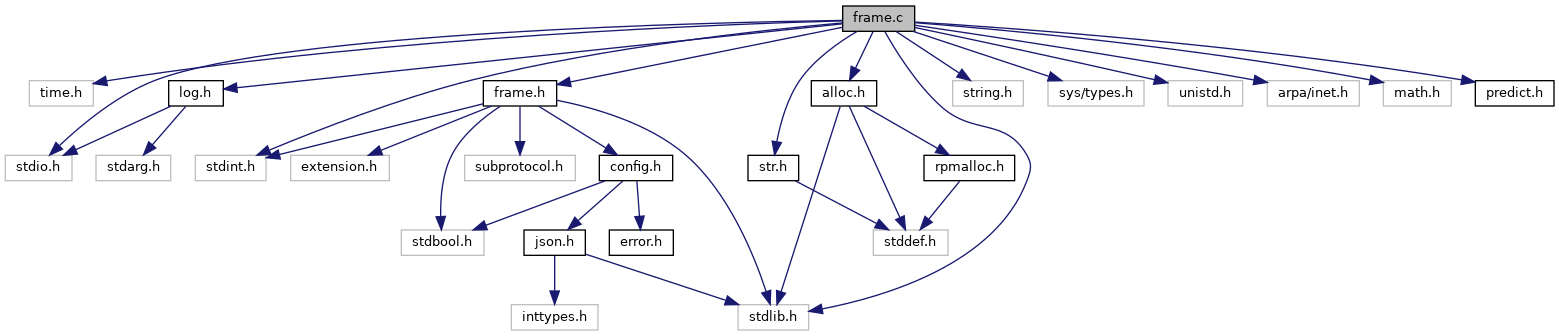 frame.c
time.h
log.h
frame.h
alloc.h
string.h
sys/types.h
unistd.h
arpa/inet.h
math.h
predict.h
stdio.h
stdarg.h
stdint.h
extension.h
subprotocol.h
config.h
str.h
rpmalloc.h
stdbool.h
json.h
error.h
stddef.h
inttypes.h
stdlib.h